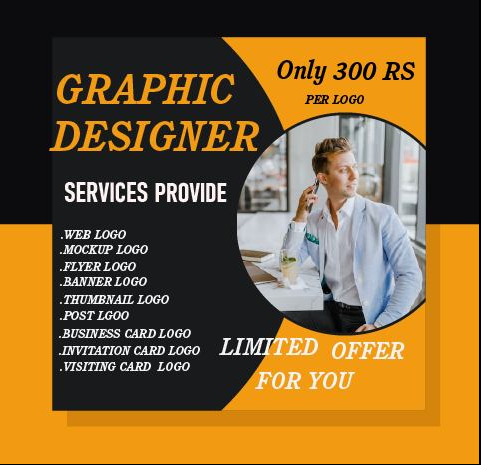 GRAPHIC
DESIGNER
SERVICES PROVIDE
.WEB LOGO
.MOCKUP LOGO
.FLYER LOGO
.BANNER LOGO
.THUMBNAIL LOGO
.POST LGOO
.BUSINESS CARD LOGO
.INVITATION CARD LOGO
.VISITING CARD LOGO
Only 300 RS
PER LOGO
LIMITED OFFER
FOR YOU